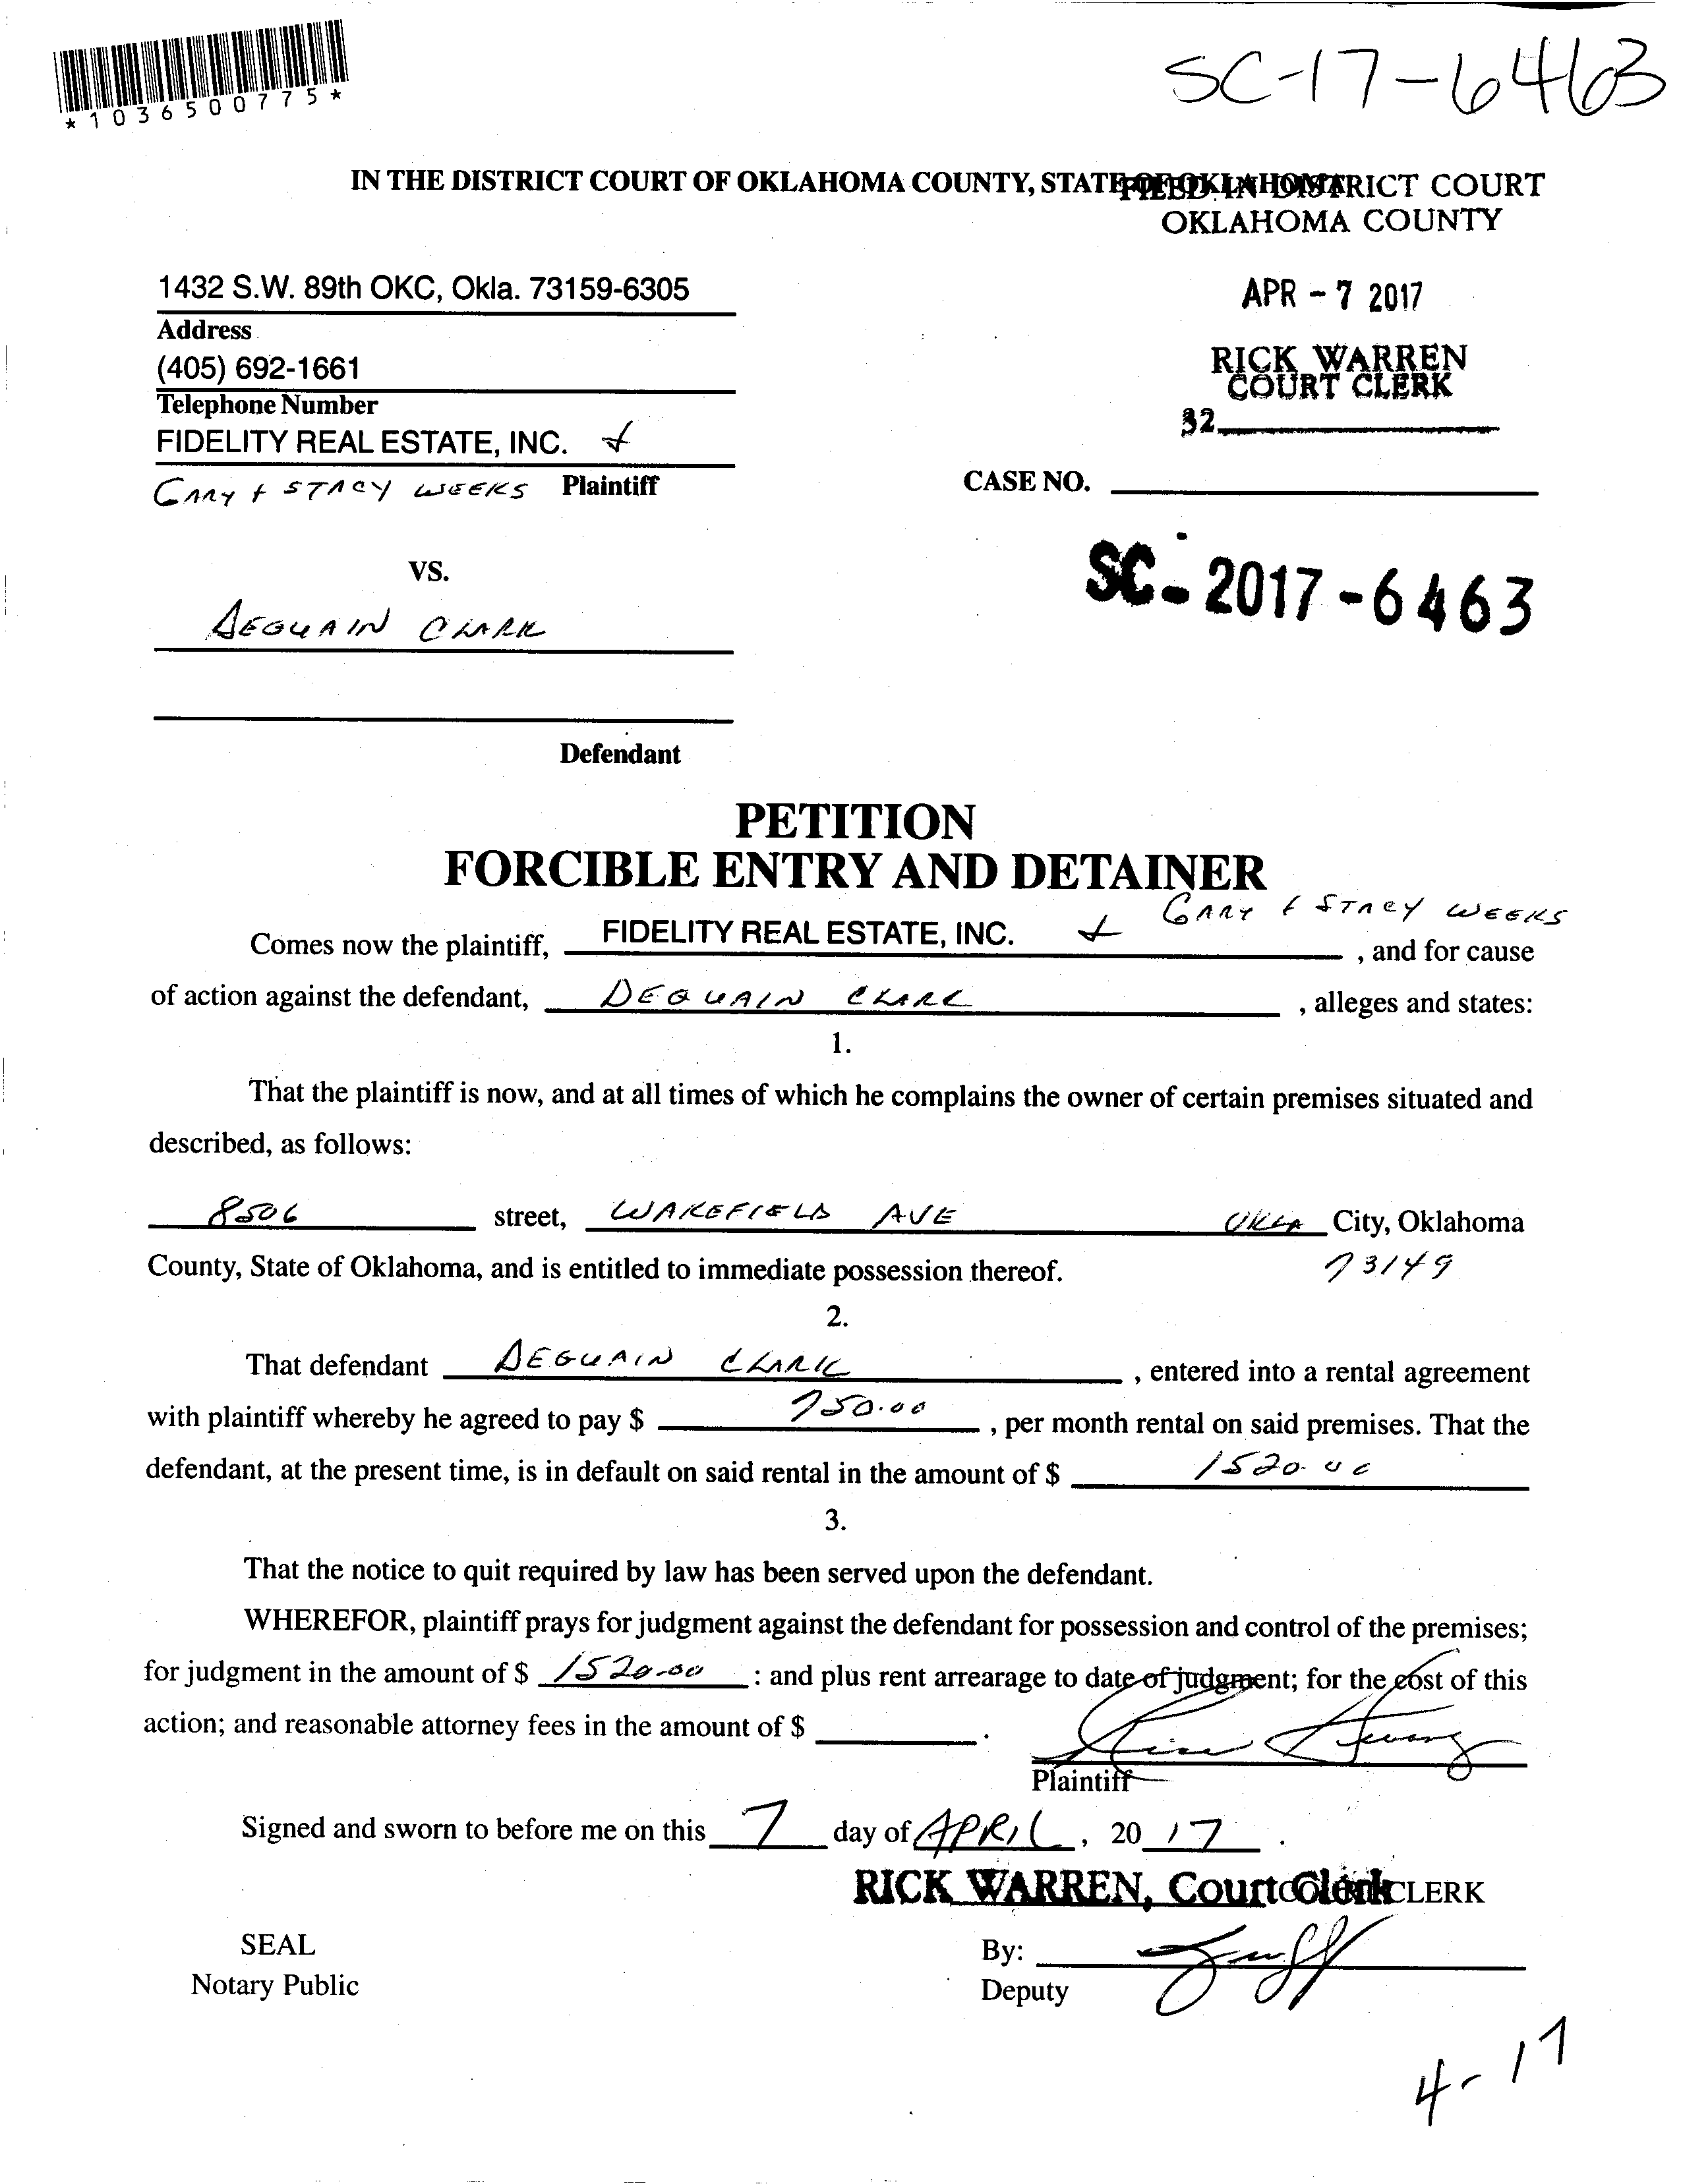 *1036500775*
SC-17-6463
IN THE DISTRICT COURT OF OKLAHOMA COUNTY, STATE OF OKLAHOMA
FILED IN DISTRICT COURT
OKLAHOMA COUNTY
1432 S.W. 89th OKC, Okla. 73159-6305
APR - 7 2017
Address
(405) 692-1661
RICK WARREN
COURT CLERK
Telephone Number
32
FIDELITY REAL ESTATE, INC. +
GARY + STACY WEEKS Plaintiff
CASE NO.
SC-2017-6463
VS.
DEQUAIN CLARK
Defendant
PETITION
FORCIBLE ENTRY AND DETAINER
Comes now the plaintiff, FIDELITY REAL ESTATE, INC. + GARY + STACY WEEKS, and for cause
of action against the defendant, DEQUAIN CLARK, alleges and states:
1.
That the plaintiff is now, and at all times of which he complains the owner of certain premises situated and
described, as follows:
8506 street, WAKEFIELD AVE OKLA City, Oklahoma
73149
County, State of Oklahoma, and is entitled to immediate possession thereof.
2.
That defendant DEQUAIN CLARK, entered into a rental agreement
with plaintiff whereby he agreed to pay $ 750.00, per month rental on said premises. That the
defendant, at the present time, is in default on said rental in the amount of $ 1520.00
3.
That the notice to quit required by law has been served upon the defendant.
WHEREFOR, plaintiff prays for judgment against the defendant for possession and control of the premises;
for judgment in the amount of $ 1520.00 : and plus rent arrearage to date of judgment; for the cost of this
action; and reasonable attorney fees in the amount of $ .
Plaintiff
Signed and sworn to before me on this 7 day of APRIL, 20 17 .
RICK WARREN, Court Clerk COURT CLERK
SEAL
By:
Notary Public
Deputy
4-17